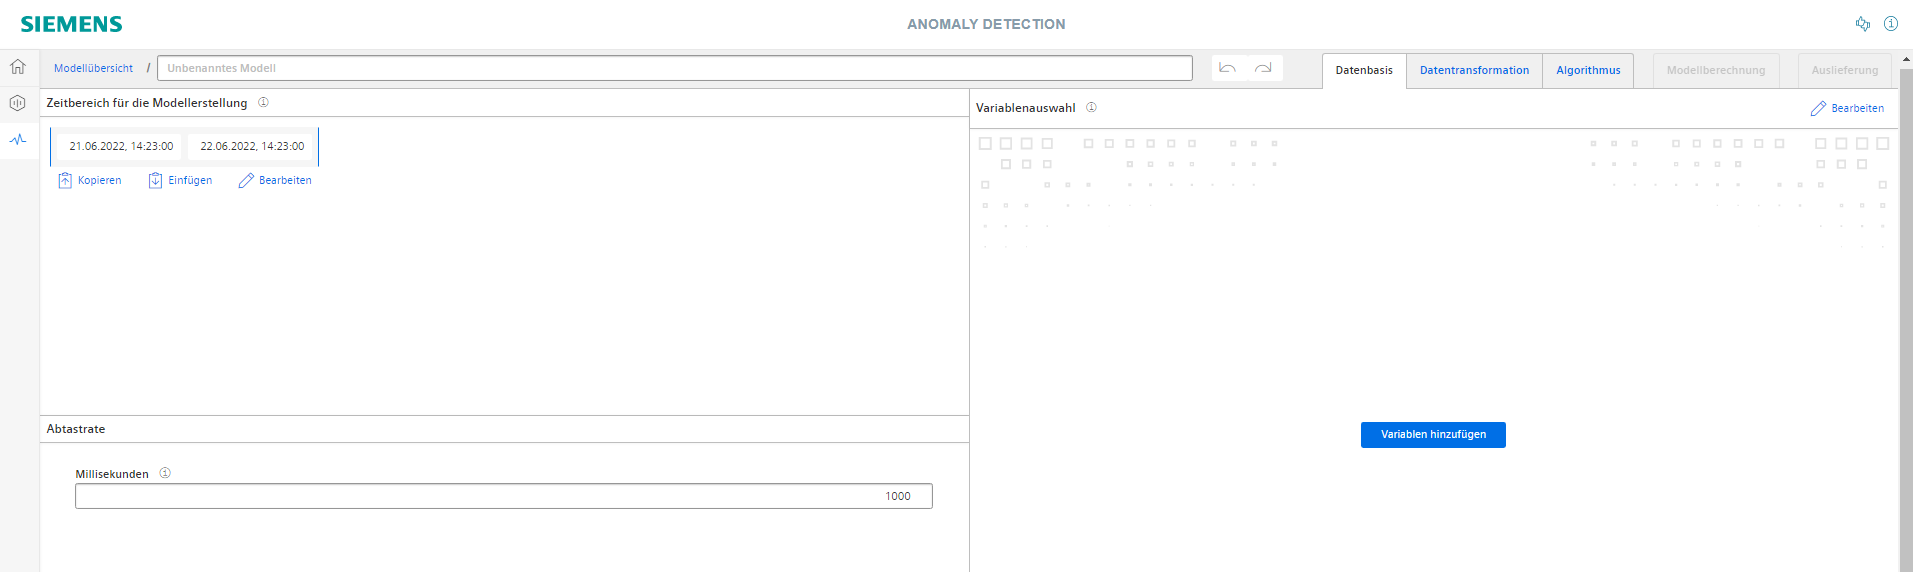 SIEMENS
ANOMALY DETECTION
Modellübersicht / Unbenanntes Modell
Datenbasis Datentransformation Algorithmus Modellberechnung Auslieferung
Zeitbereich für die Modellerstellung
21.06.2022, 14:23:00 22.06.2022, 14:23:00
Kopieren Einfügen Bearbeiten
Abtastrate
Millisekunden
1000
Variablenauswahl
Bearbeiten
Variablen hinzufügen